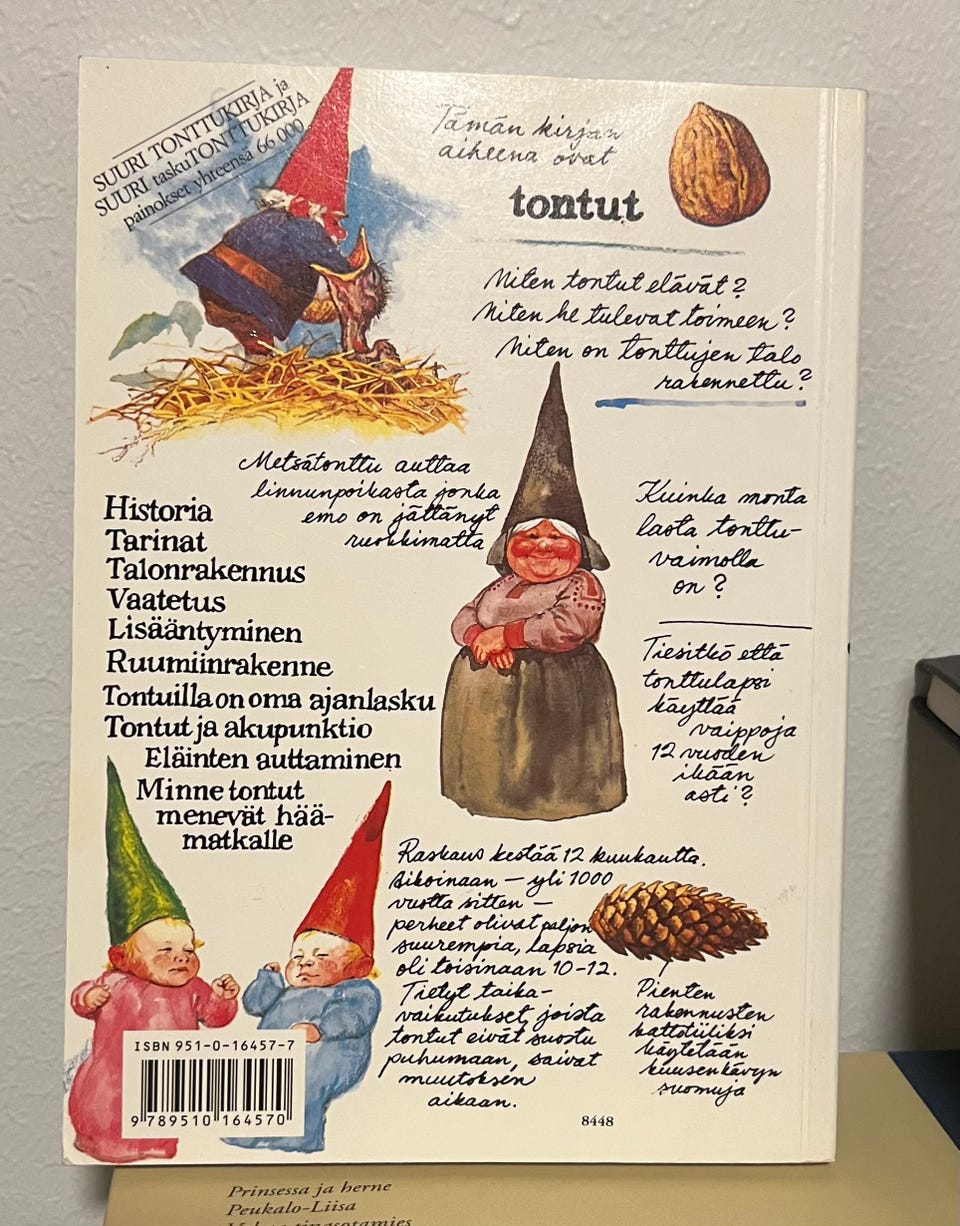 SUURI TONTTUKIRJA ja
SUURI taskuTONTTUKIRJA
painokset yhteensä 66 000
Tämän kirjan
aiheena ovat
tontut
Miten tontut elävät?
Miten he tulevat toimeen?
Miten on tonttujen talo
rakennettu?
Metsätonttu auttaa
linnunpoikasta jonka
emo on jättänyt
ruokkimatta
Historia
Tarinat
Talonrakennus
Vaatetus
Lisääntyminen
Ruumiinrakenne
Tontuilla on oma ajanlasku
Tontut ja akupunktio
Eläinten auttaminen
Minne tontut
menevät hää-
matkalle
Kuinka monta
lasta tonttu-
vaimolla
on?
Tiesitkö että
tonttulapsi
käyttää
vaippoja
12 vuoden
ikään
asti?
Raskaus kestää 12 kuukautta.
Aikoinaan – yli 1000
vuotta sitten –
perheet olivat paljon
suurempia, lapsia
oli toisinaan 10-12.
Tietyt taika-
vaikutukset, joista
tontut eivät suostu
puhumaan, saivat
muutoksen
aikaan.
Pienten
rakennusten
kattotiiliksi
käytetään
kuusenkävyn
suomuja
ISBN 951-0-16457-7
9 789510 164570
8448
Prinsessa ja herne
Peukalo-Liisa
tinasotamies